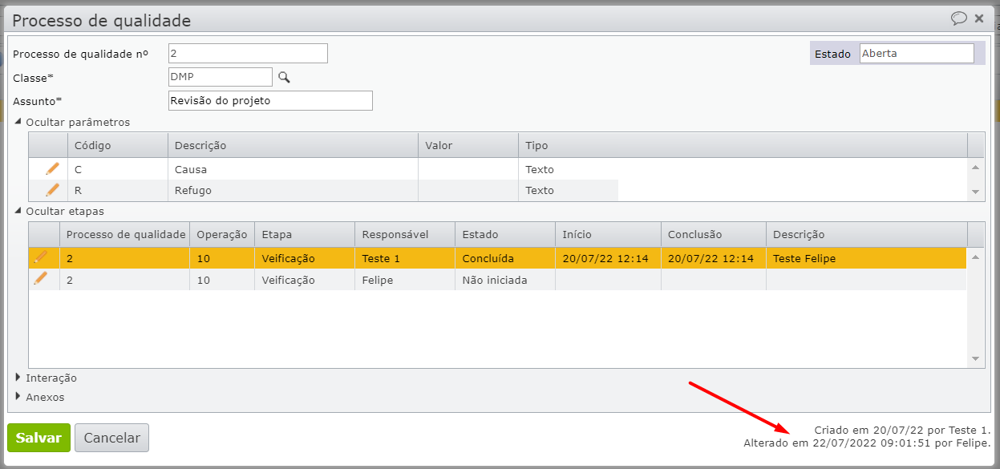 Processo de qualidade
Processo de qualidade nº 2 Estado Aberta
Classe* DMP
Assunto* Revisão do projeto
Ocultar parâmetros
Código Descrição Valor Tipo
C Causa Texto
R Refugo Texto
Ocultar etapas
Processo de qualidade Operação Etapa Responsável Estado Início Conclusão Descrição
2 10 Veificação Teste 1 Concluída 20/07/22 12:14 20/07/22 12:14 Teste Felipe
2 10 Veificação Felipe Não iniciada
Interação
Anexos
Salvar Cancelar
Criado em 20/07/22 por Teste 1.
Alterado em 22/07/2022 09:01:51 por Felipe.